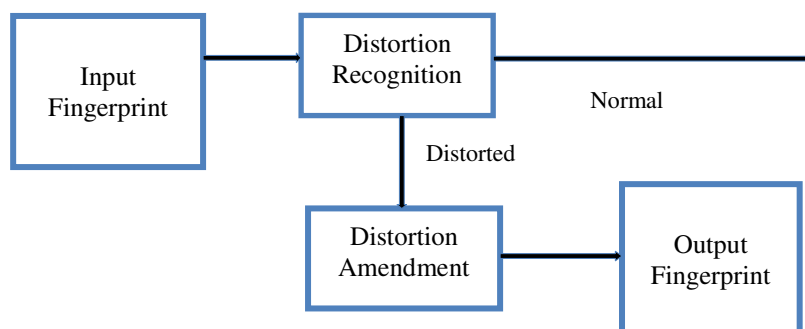 Input
Fingerprint
Distortion
Recognition
Normal
Distorted
Distortion
Amendment
Output
Fingerprint